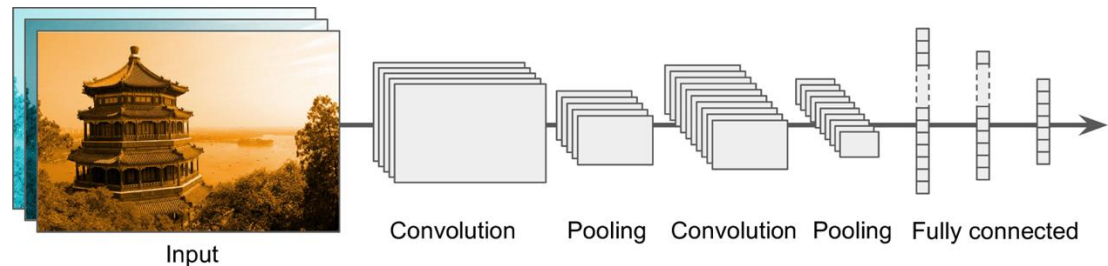 Input
Convolution
Pooling
Convolution
Pooling
Fully connected